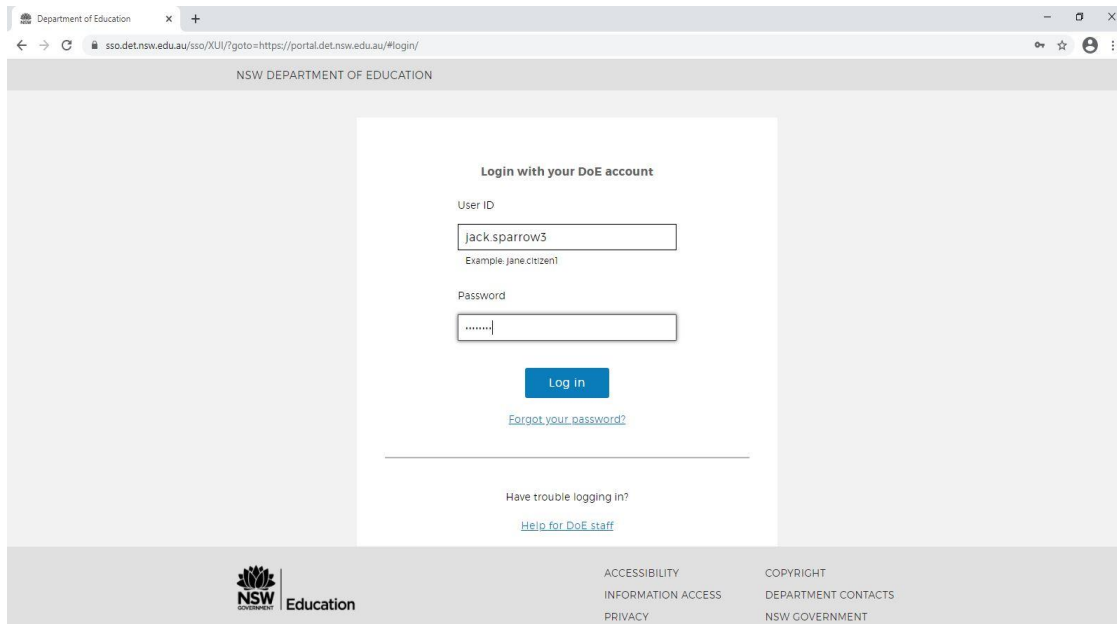 Department of Education
sso.det.nsw.edu.au/sso/XUI/?goto=https://portal.det.nsw.edu.au/#login/
NSW DEPARTMENT OF EDUCATION
Login with your DoE account
User ID
jack.sparrow3
Example: jane.citizen1
Password
........
Log in
Forgot your password?
Have trouble logging in?
Help for DoE staff
NSW
GOVERNMENT
Education
ACCESSIBILITY
INFORMATION ACCESS
PRIVACY
COPYRIGHT
DEPARTMENT CONTACTS
NSW GOVERNMENT